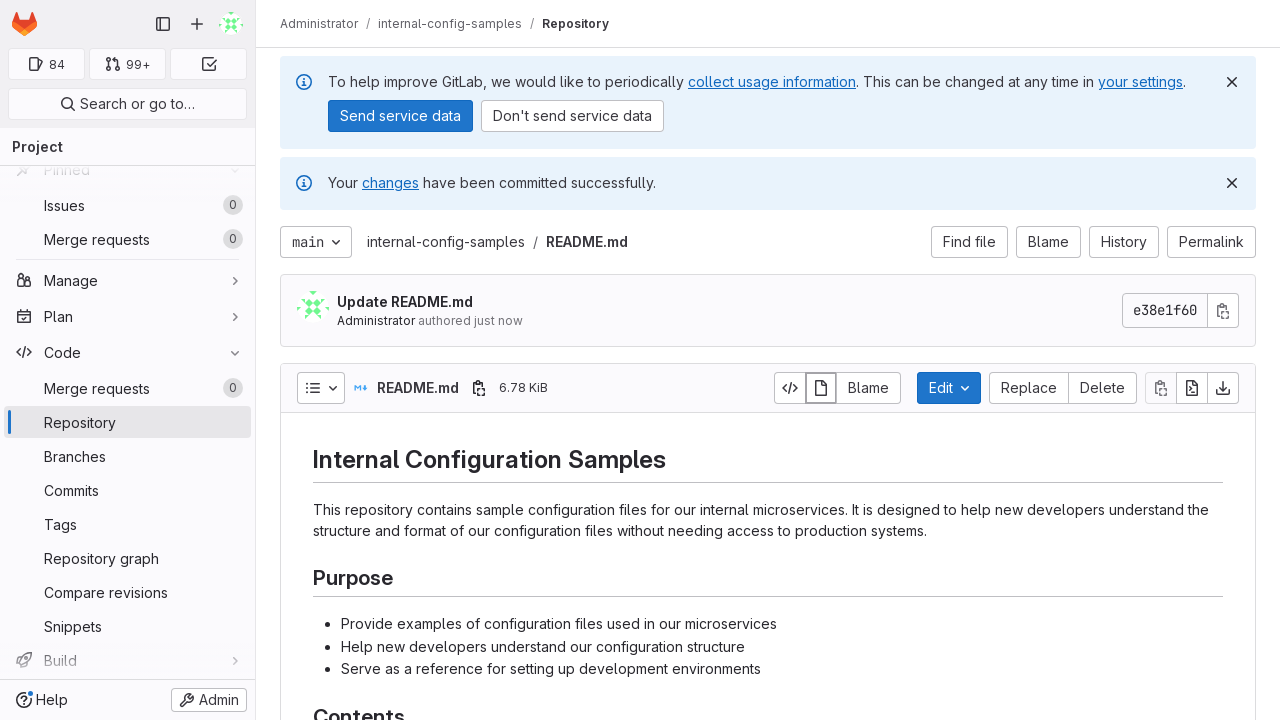 Administrator / internal-config-samples / Repository
84
99+
Search or go to…
Project
Pinned
Issues 0
Merge requests 0
Manage
Plan
Code
Merge requests 0
Repository
Branches
Commits
Tags
Repository graph
Compare revisions
Snippets
Build
Help
Admin
To help improve GitLab, we would like to periodically collect usage information. This can be changed at any time in your settings.
Send service data
Don't send service data
Your changes have been committed successfully.
main
internal-config-samples / README.md
Find file
Blame
History
Permalink
Update README.md
Administrator authored just now
e38e1f60
README.md
6.78 KiB
Blame
Edit
Replace
Delete
Internal Configuration Samples
This repository contains sample configuration files for our internal microservices. It is designed to help new developers understand the
structure and format of our configuration files without needing access to production systems.
Purpose
Provide examples of configuration files used in our microservices
Help new developers understand our configuration structure
Serve as a reference for setting up development environments
Contents